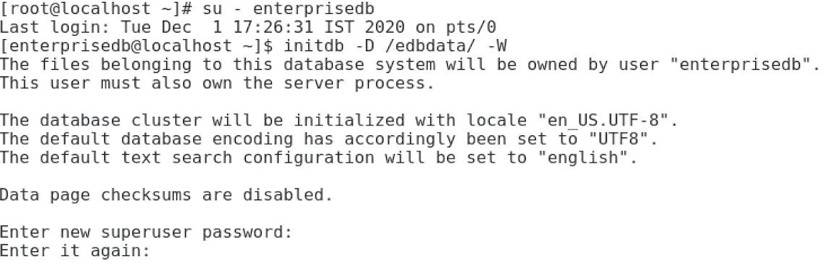 [root@localhost ~]# su - enterprisedb
Last login: Tue Dec  1 17:26:31 IST 2020 on pts/0
[enterprisedb@localhost ~]$ initdb -D /edbdata/ -W
The files belonging to this database system will be owned by user "enterprisedb".
This user must also own the server process.
The database cluster will be initialized with locale "en_US.UTF-8".
The default database encoding has accordingly been set to "UTF8".
The default text search configuration will be set to "english".
Data page checksums are disabled.
Enter new superuser password:
Enter it again: